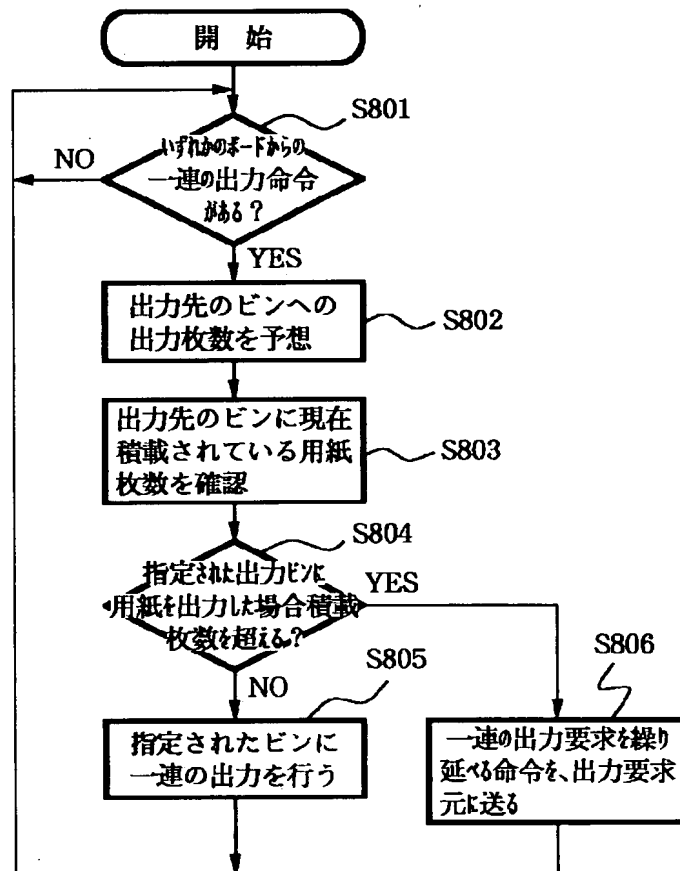 開 始
S801
いずれかのボードからの
一連の出力命令
がある?
NO
YES
出力先のビンへの
出力枚数を予想
S802
出力先のビンに現在
積載されている用紙
枚数を確認
S803
S804
指定された出力ビンに
用紙を出力した場合積載
枚数を超える?
YES
NO
S805
指定されたビンに
一連の出力を行う
S806
一連の出力要求を繰り
延べる命令を、出力要求
元に送る